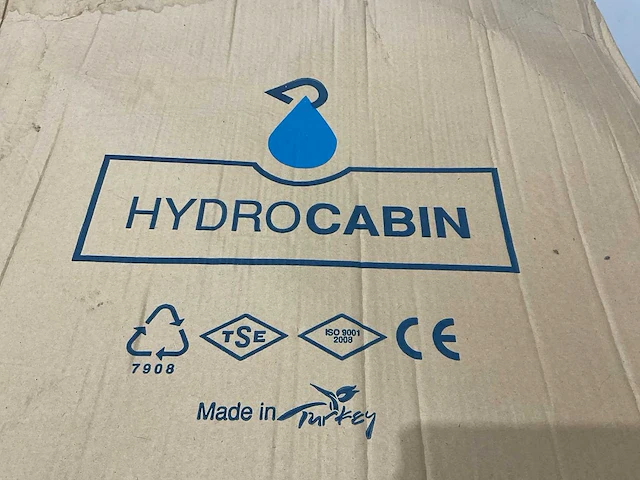 HYDROCABIN
TSE
ISO 9001
2008
CE
7908
Made in Turkey